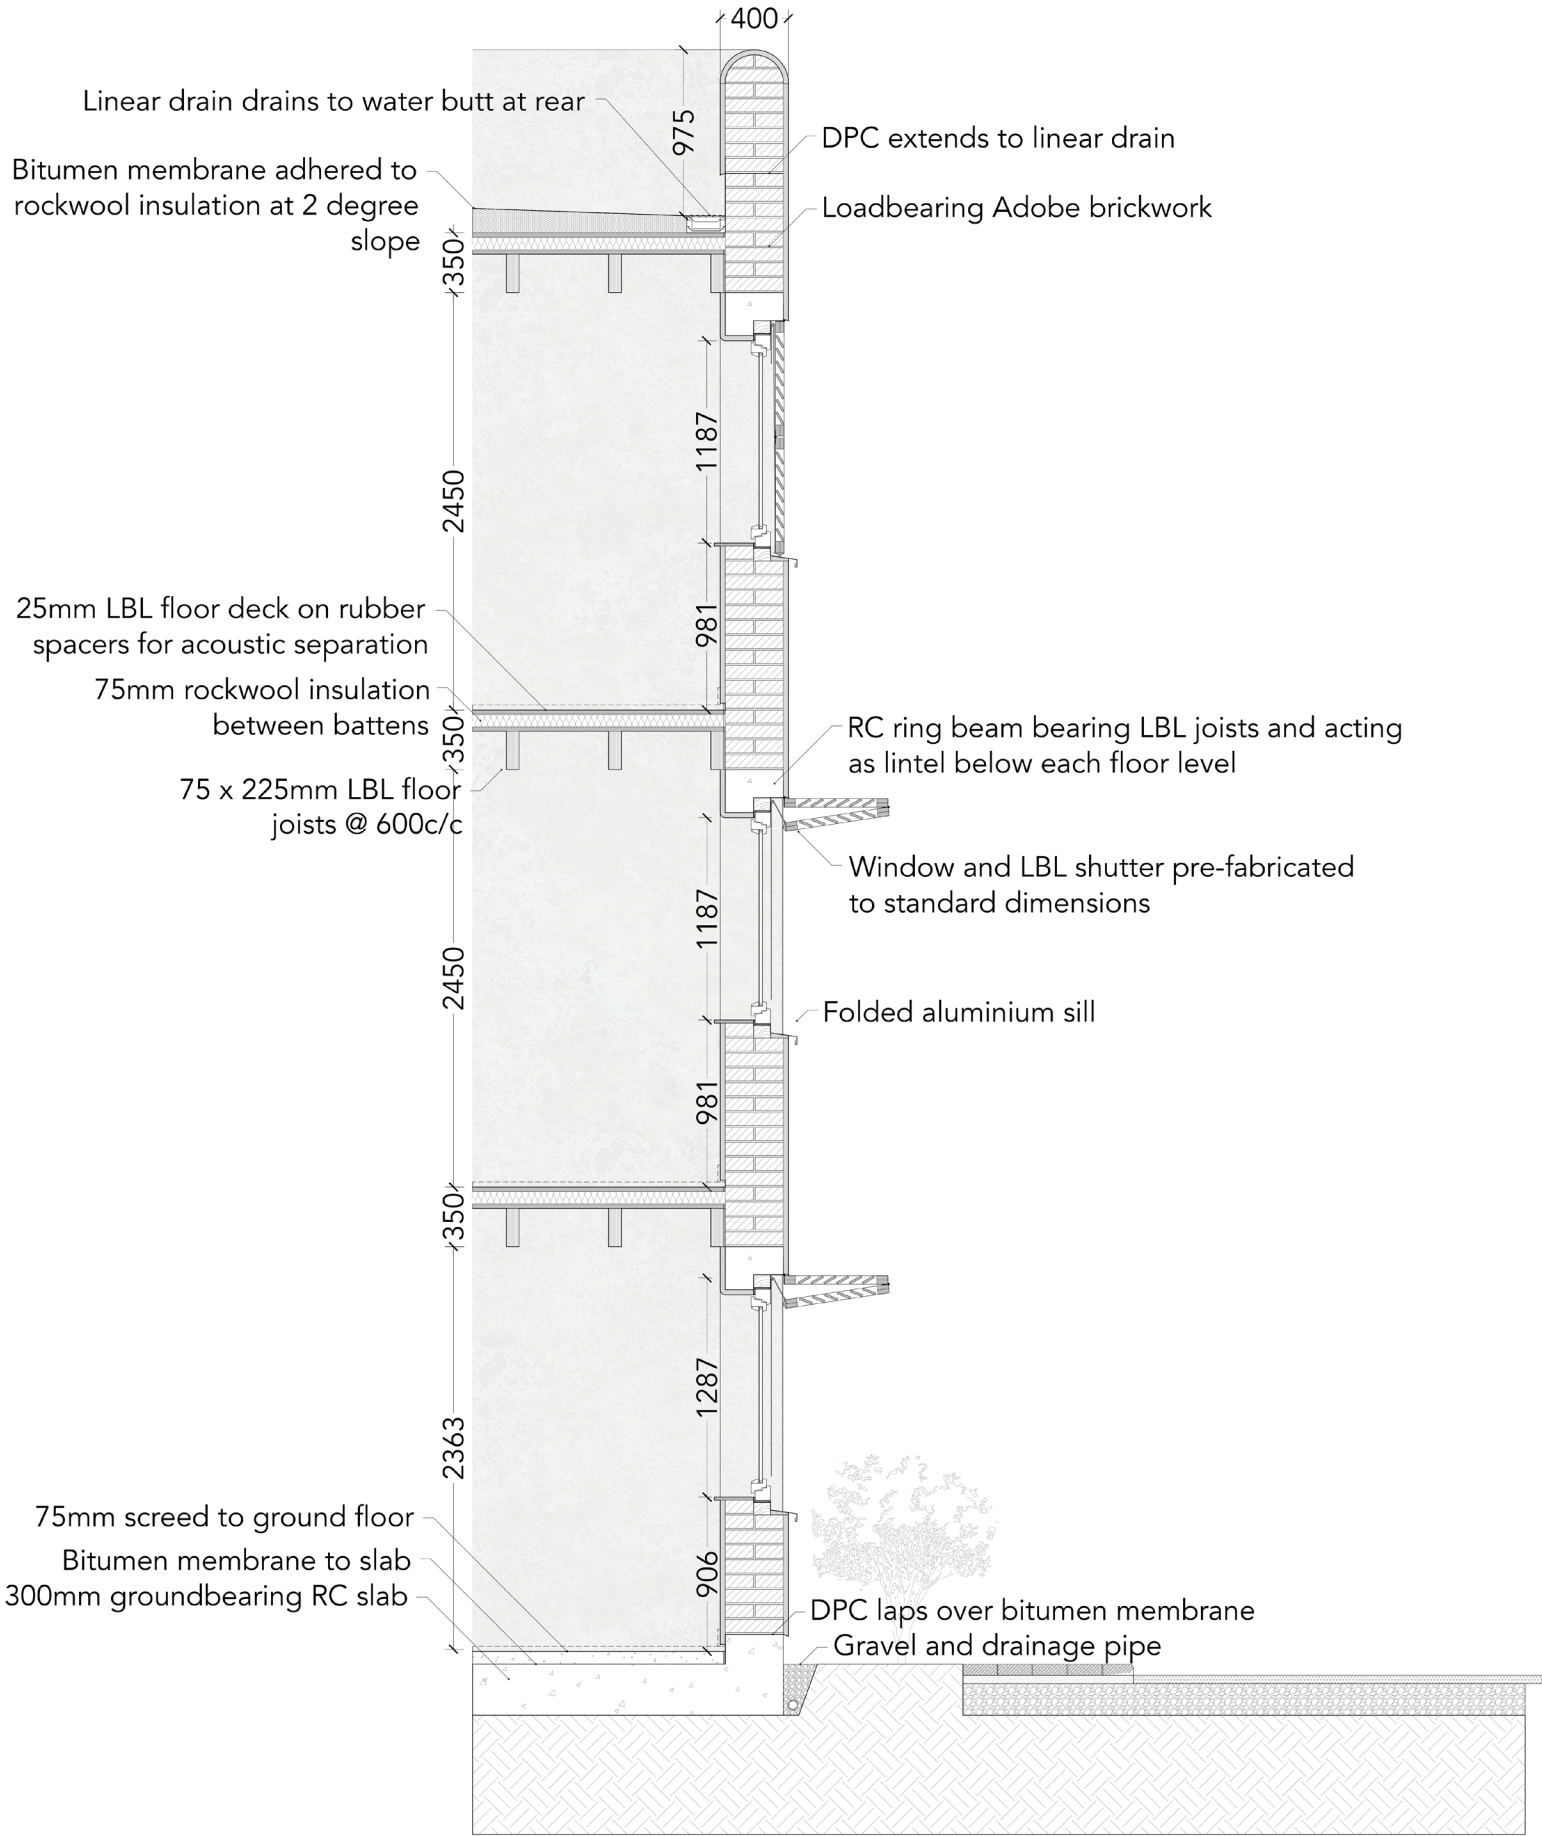 400
Linear drain drains to water butt at rear
975
DPC extends to linear drain
Bitumen membrane adhered to
rockwool insulation at 2 degree
slope
Loadbearing Adobe brickwork
350
1187
2450
25mm LBL floor deck on rubber
spacers for acoustic separation
981
75mm rockwool insulation
between battens
350
RC ring beam bearing LBL joists and acting
as lintel below each floor level
75 x 225mm LBL floor
joists @ 600c/c
Window and LBL shutter pre-fabricated
to standard dimensions
1187
2450
Folded aluminium sill
981
350
1287
2363
75mm screed to ground floor
Bitumen membrane to slab
300mm groundbearing RC slab
906
DPC laps over bitumen membrane
Gravel and drainage pipe